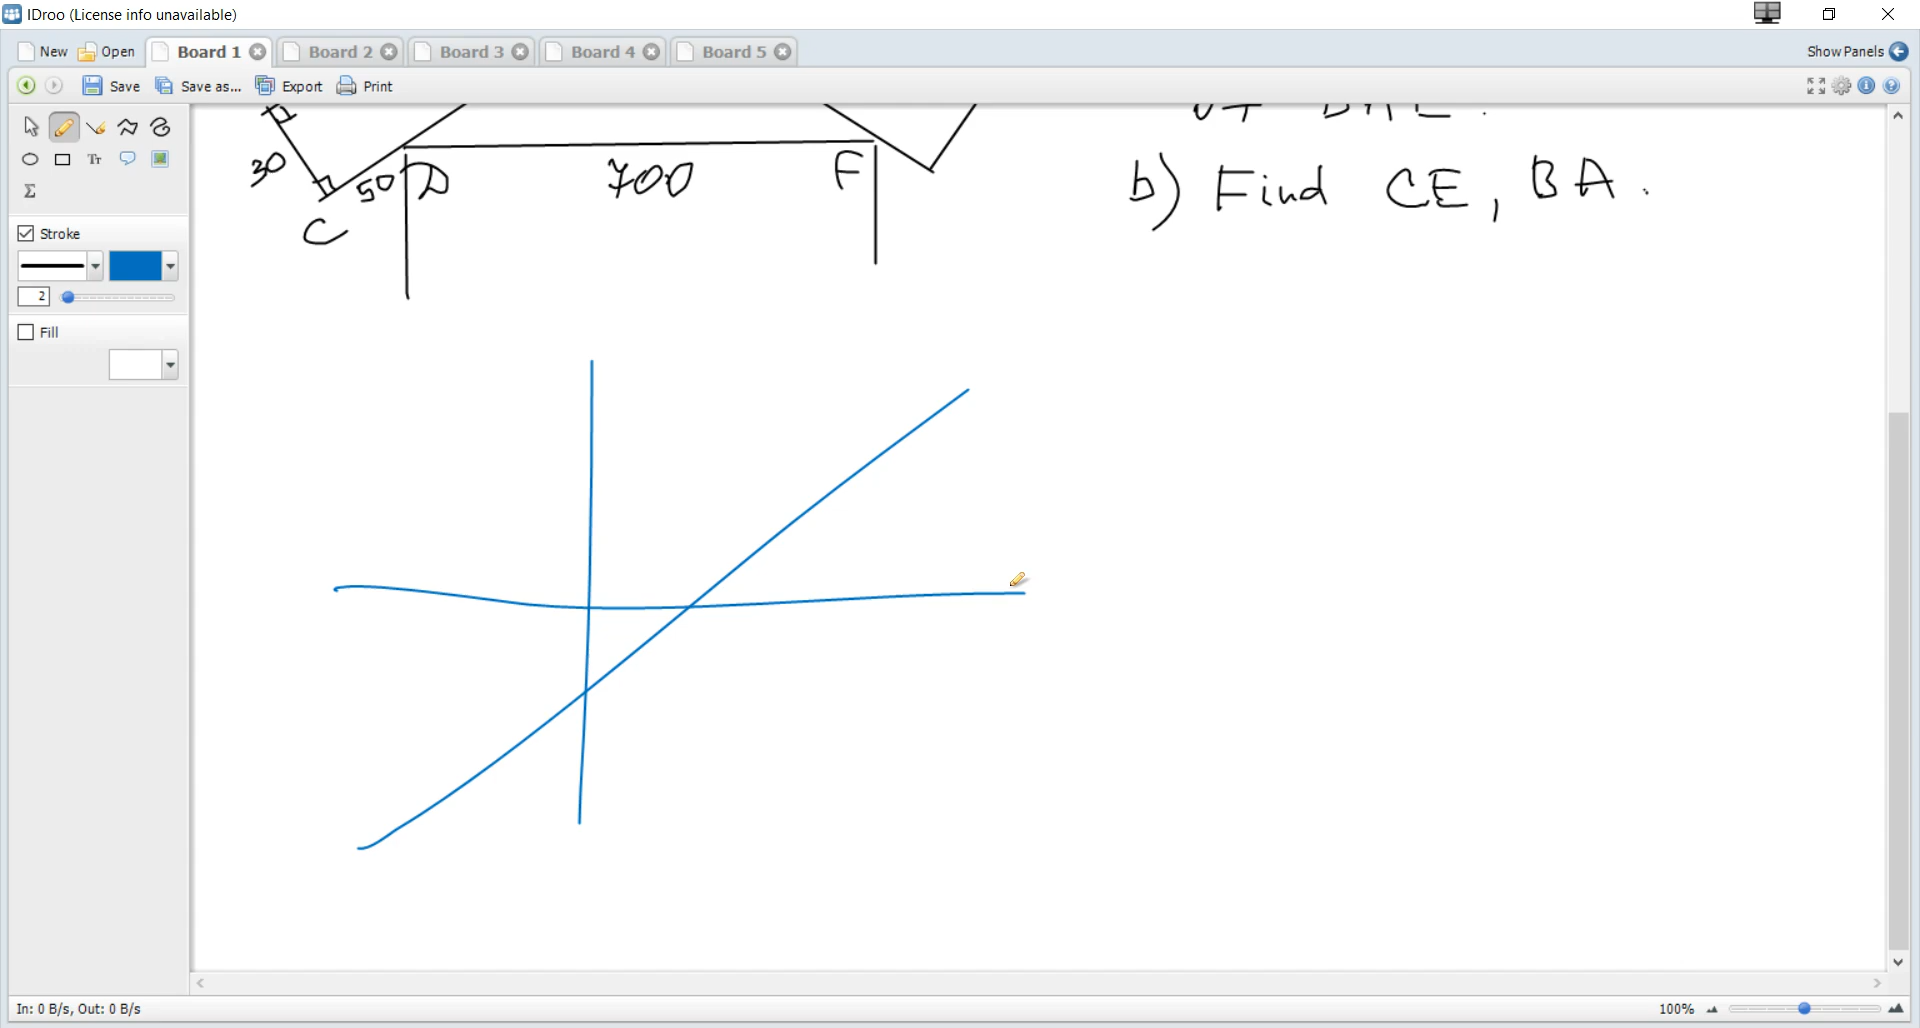 IDroo (License info unavailable)
New Open Board 1 Board 2 Board 3 Board 4 Board 5 Show Panels
Save Save as... Export Print
30
50 D 700 F
C
b) Find CE, BA.
Tт
Σ
Stroke
2
Fill
In: 0 B/s, Out: 0 B/s 100%